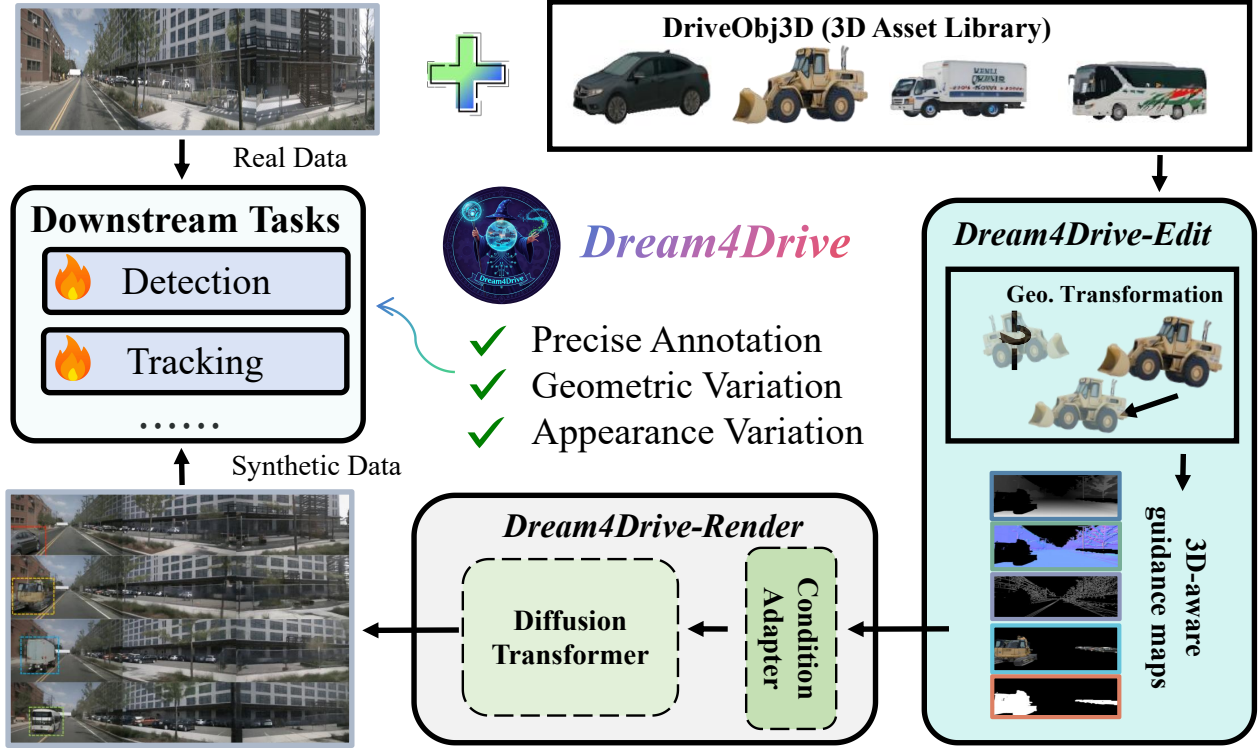 DriveObj3D (3D Asset Library)
Real Data
Downstream Tasks
Detection
Tracking
......
Dream4Drive
Dream4Drive
Precise Annotation
Geometric Variation
Appearance Variation
Dream4Drive-Edit
Geo. Transformation
3D-aware
guidance maps
Synthetic Data
Dream4Drive-Render
Diffusion
Transformer
Condition
Adapter